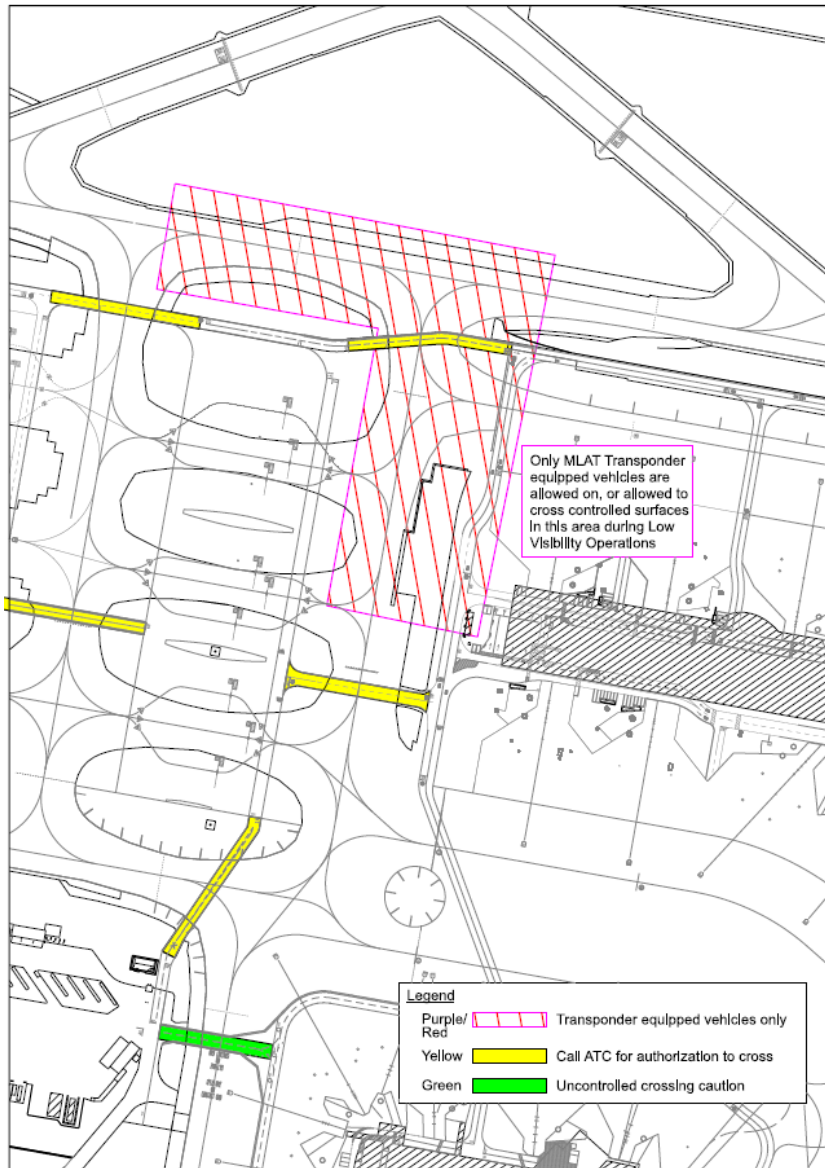 Only MLAT Transponder
equipped vehicles are
allowed on, or allowed to
cross controlled surfaces
in this area during Low
Visibility Operations
Legend
Purple/
Red
Transponder equipped vehicles only
Yellow
Call ATC for authorization to cross
Green
Uncontrolled crossing caution